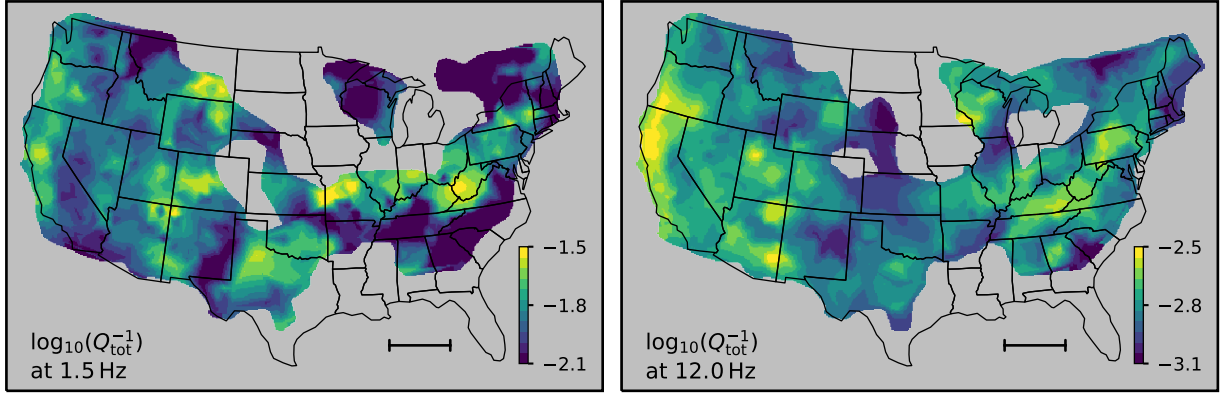 −1.5
−1.8
−2.1
log₁₀(Q⁻¹ₜₒₜ)
at 1.5 Hz
−2.5
−2.8
−3.1
log₁₀(Q⁻¹ₜₒₜ)
at 12.0 Hz